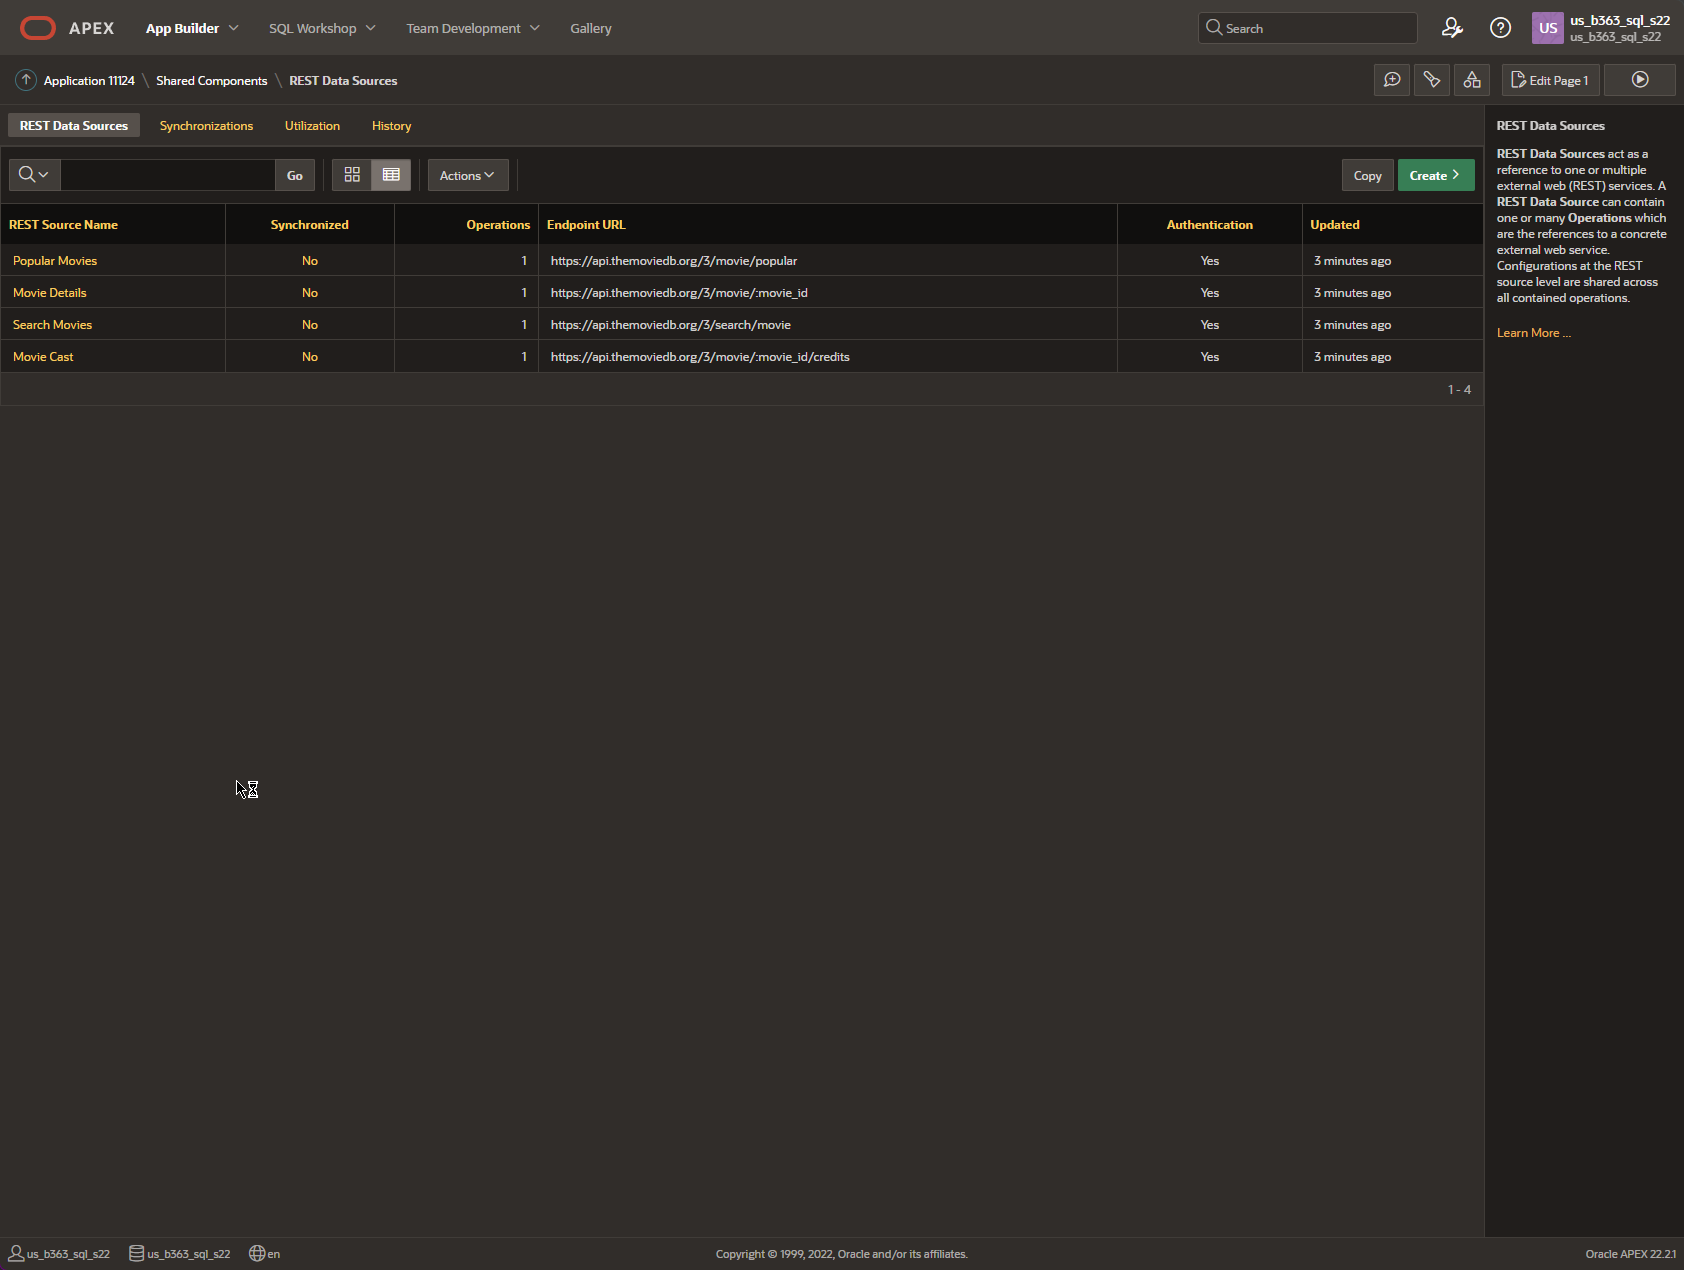 APEX App Builder SQL Workshop Team Development Gallery Search US us_b363_sql_s22
us_b363_sql_s22
Application 11124 \ Shared Components \ REST Data Sources Edit Page 1
REST Data Sources Synchronizations Utilization History
Go Actions Copy Create
REST Source Name Synchronized Operations Endpoint URL Authentication Updated
Popular Movies No 1 https://api.themoviedb.org/3/movie/popular Yes 3 minutes ago
Movie Details No 1 https://api.themoviedb.org/3/movie/:movie_id Yes 3 minutes ago
Search Movies No 1 https://api.themoviedb.org/3/search/movie Yes 3 minutes ago
Movie Cast No 1 https://api.themoviedb.org/3/movie/:movie_id/credits Yes 3 minutes ago
1 - 4
REST Data Sources
REST Data Sources act as a
reference to one or multiple
external web (REST) services. A
REST Data Source can contain
one or many Operations which
are the references to a concrete
external web service.
Configurations at the REST
source level are shared across
all contained operations.
Learn More ...
us_b363_sql_s22 us_b363_sql_s22 en Copyright © 1999, 2022, Oracle and/or its affiliates. Oracle APEX 22.2.1